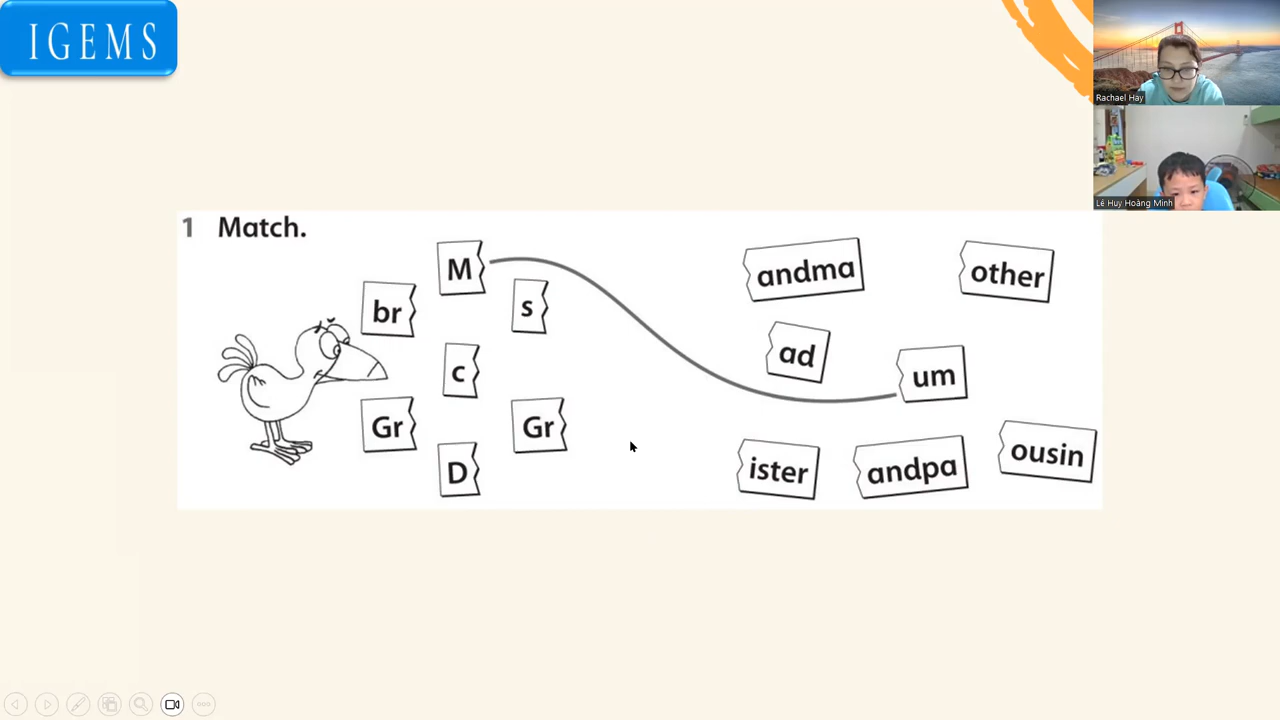 IGEMS
Rachael Hay
Lê Huy Hoàng Minh
1 Match.
M
br
s
c
Gr
Gr
D
andma
other
ad
um
ister
andpa
ousin